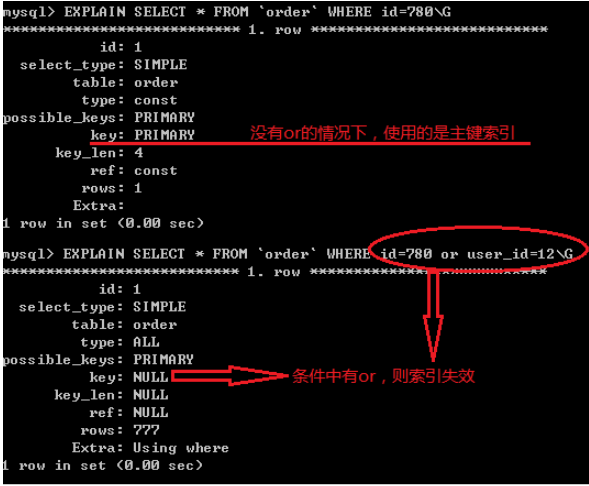 mysql> EXPLAIN SELECT * FROM `order` WHERE id=780\G
*************************** 1. row ***************************
id: 1
select_type: SIMPLE
table: order
type: const
possible_keys: PRIMARY
key: PRIMARY 没有or的情况下，使用的是主键索引
key_len: 4
ref: const
rows: 1
Extra:
1 row in set (0.00 sec)
mysql> EXPLAIN SELECT * FROM `order` WHERE id=780 or user_id=12\G
*************************** 1. row ***************************
id: 1
select_type: SIMPLE
table: order
type: ALL
possible_keys: PRIMARY
key: NULL 条件中有or，则索引失效
key_len: NULL
ref: NULL
rows: 777
Extra: Using where
1 row in set (0.00 sec)